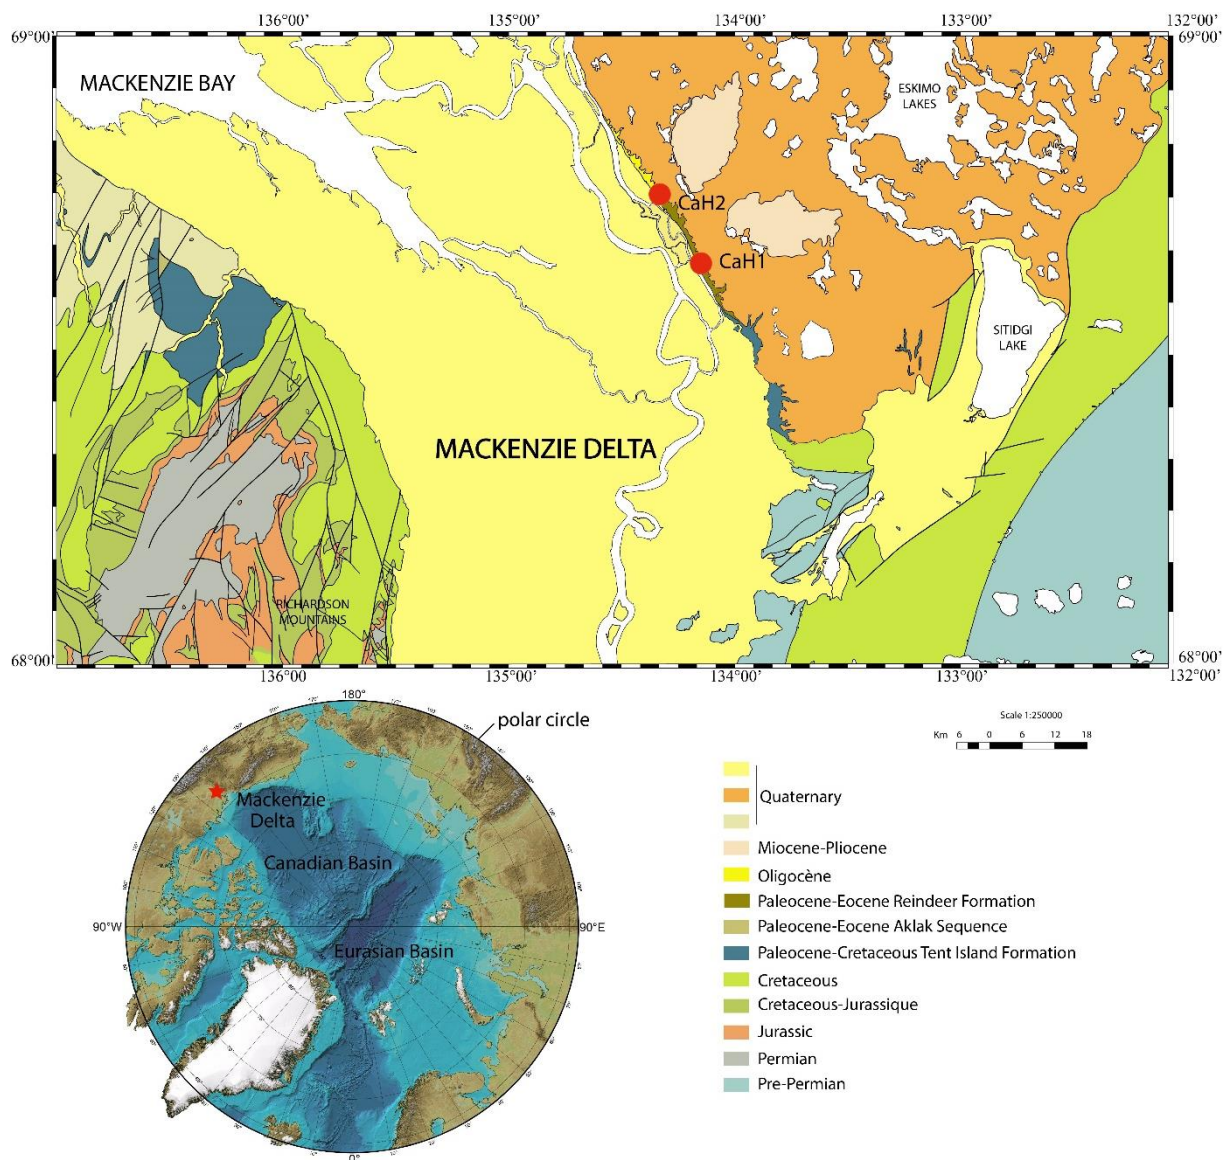 136°00' 135°00' 134°00' 133°00' 132°00'
69°00' 69°00'
MACKENZIE BAY
ESKIMO
LAKES
CaH2
CaH1
SITIDGI
LAKE
MACKENZIE DELTA
RICHARDSON
MOUNTAINS
68°00' 68°00'
136°00' 135°00' 134°00' 133°00' 132°00'
180°
polar circle
Mackenzie
Delta
Canadian Basin
90°W
90°E
Eurasian Basin
0°
Scale 1:250000
Km 6 0 6 12 18
Quaternary
Miocene-Pliocene
Oligocène
Paleocene-Eocene Reindeer Formation
Paleocene-Eocene Aklak Sequence
Paleocene-Cretaceous Tent Island Formation
Cretaceous
Cretaceous-Jurassique
Jurassic
Permian
Pre-Permian